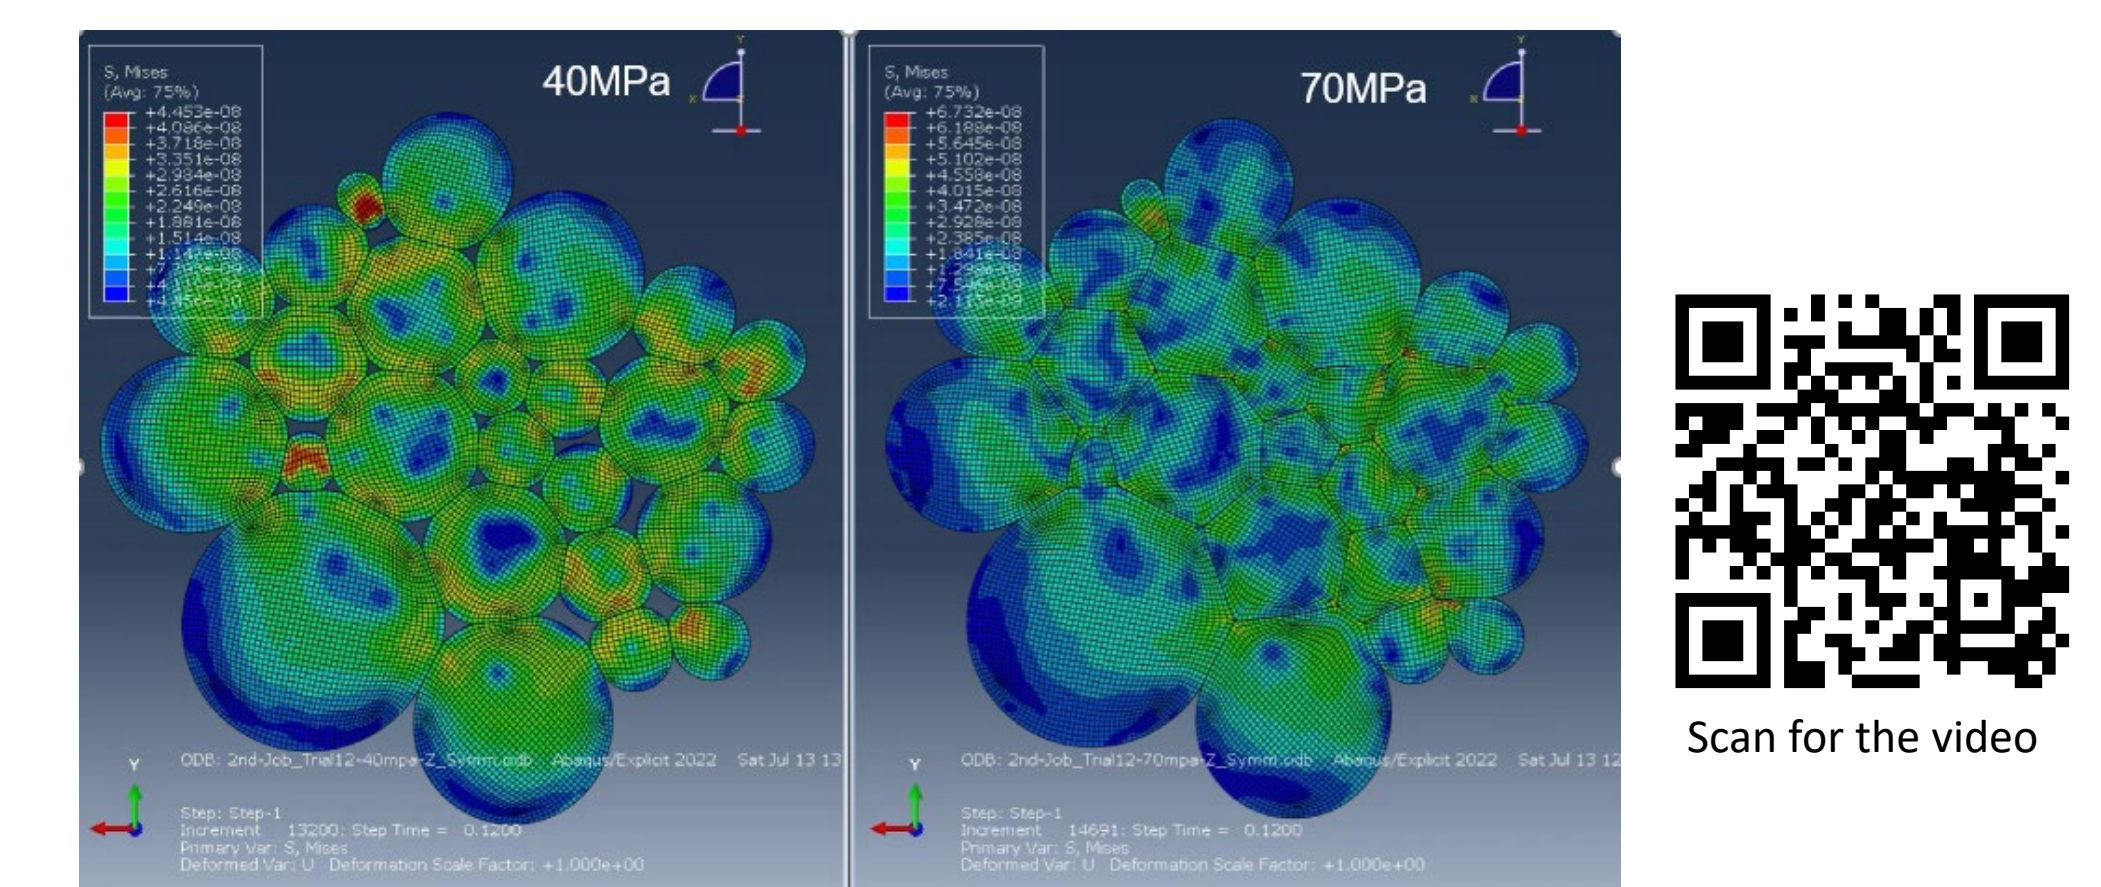 S, Mises
(Avg: 75%)
+4.453e-08
+4.086e-08
+3.718e-08
+3.351e-08
+2.984e-08
+2.616e-08
+2.249e-08
+1.881e-08
+1.514e-08
40MPa
Y
X
Z
ODB: 2nd-Job_Trial12-40mpa-Z_Symm.odb Abaqus/Explicit 2022 Sat Jul 13 13
Y
Step: Step-1
Increment 13200: Step Time = 0.1200
Primary Var: S, Mises
Deformed Var: U Deformation Scale Factor: +1.000e+00
S, Mises
(Avg: 75%)
+6.732e-08
+6.188e-08
+5.645e-08
+5.102e-08
+4.558e-08
+4.015e-08
+3.472e-08
+2.928e-08
+2.385e-08
+1.841e-08
70MPa
Y
X
Z
ODB: 2nd-Job_Trial12-70mpa-Z_Symm.odb Abaqus/Explicit 2022 Sat Jul 13 12
Y
Step: Step-1
Increment 14691: Step Time = 0.1200
Primary Var: S, Mises
Deformed Var: U Deformation Scale Factor: +1.000e+00
Scan for the video